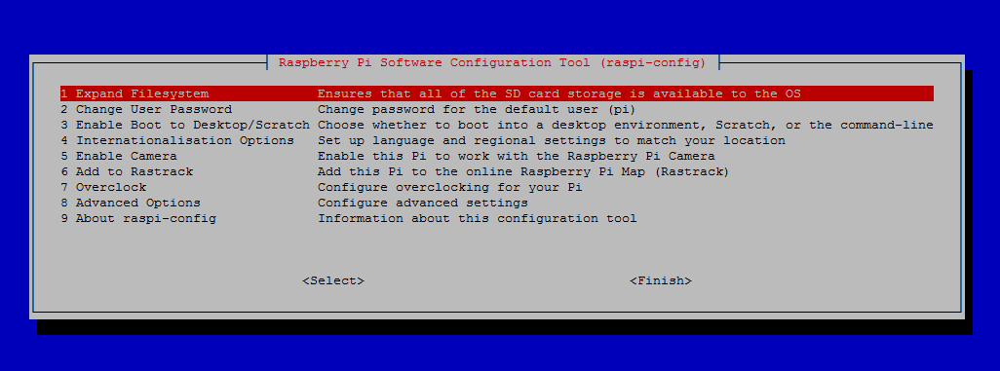 Raspberry Pi Software Configuration Tool (raspi-config)
1 Expand Filesystem Ensures that all of the SD card storage is available to the OS
2 Change User Password Change password for the default user (pi)
3 Enable Boot to Desktop/Scratch Choose whether to boot into a desktop environment, Scratch, or the command-line
4 Internationalisation Options Set up language and regional settings to match your location
5 Enable Camera Enable this Pi to work with the Raspberry Pi Camera
6 Add to Rastrack Add this Pi to the online Raspberry Pi Map (Rastrack)
7 Overclock Configure overclocking for your Pi
8 Advanced Options Configure advanced settings
9 About raspi-config Information about this configuration tool
<Select> <Finish>